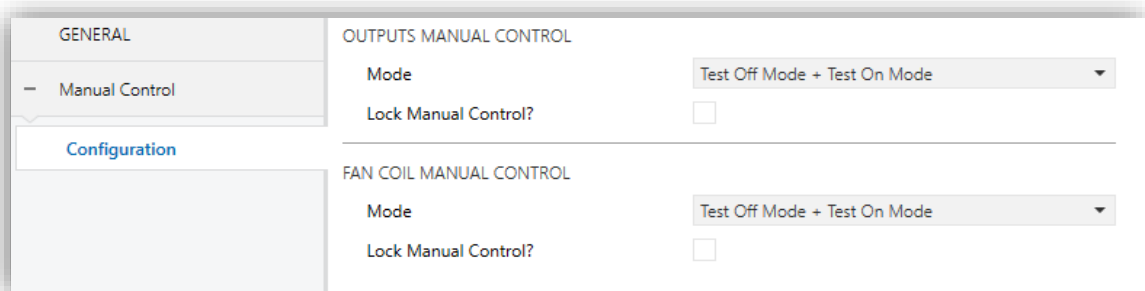 GENERAL
− Manual Control
Configuration
OUTPUTS MANUAL CONTROL
Mode Test Off Mode + Test On Mode
Lock Manual Control?
FAN COIL MANUAL CONTROL
Mode Test Off Mode + Test On Mode
Lock Manual Control?